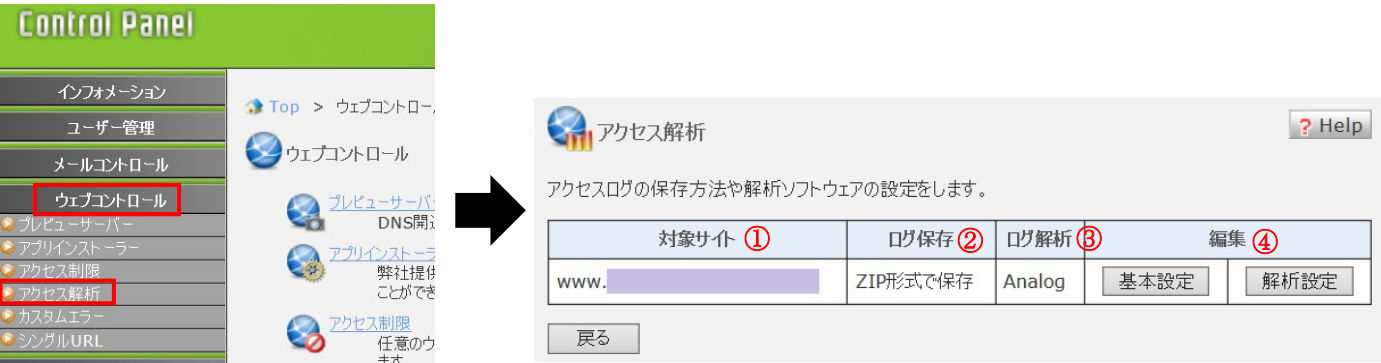 Control Panel
インフォメーション
ユーザー管理
メールコントロール
ウェブコントロール
プレビューサーバー
アプリインストーラー
アクセス制限
アクセス解析
カスタムエラー
シングルURL
Top > ウェブコントロー
ウェブコントロール
プレビューサーバ
DNS開
アプリインストーラ
弊社提供
ことができ
アクセス制限
任意のウ
ます
アクセス解析
? Help
アクセスログの保存方法や解析ソフトウェアの設定をします。
対象サイト ① ログ保存 ② ログ解析 ③ 編集 ④
www. ZIP形式で保存 Analog 基本設定 解析設定
戻る